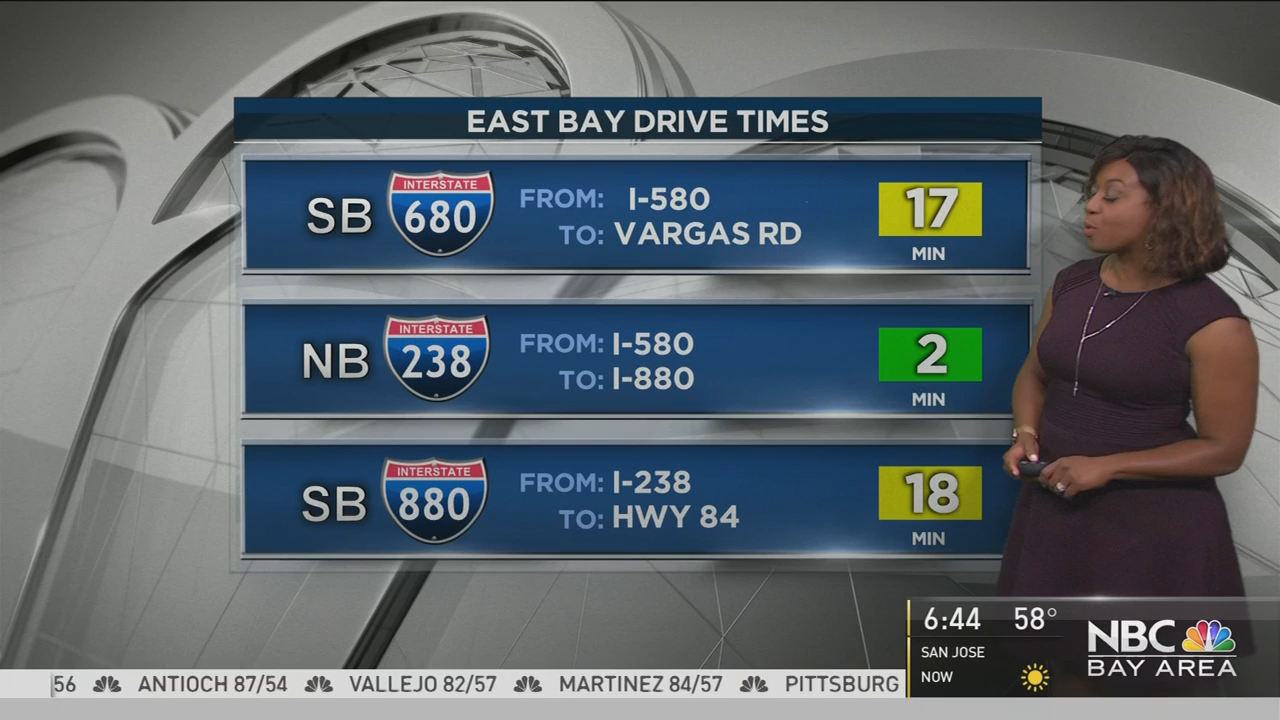 EAST BAY DRIVE TIMES
SB INTERSTATE 680 FROM: I-580 17
TO: VARGAS RD MIN
NB INTERSTATE 238 FROM: I-580 2
TO: I-880 MIN
SB INTERSTATE 880 FROM: I-238 18
TO: HWY 84 MIN
6:44 58°
SAN JOSE
NOW
NBC
BAY AREA
56 ANTIOCH 87/54 VALLEJO 82/57 MARTINEZ 84/57 PITTSBURG